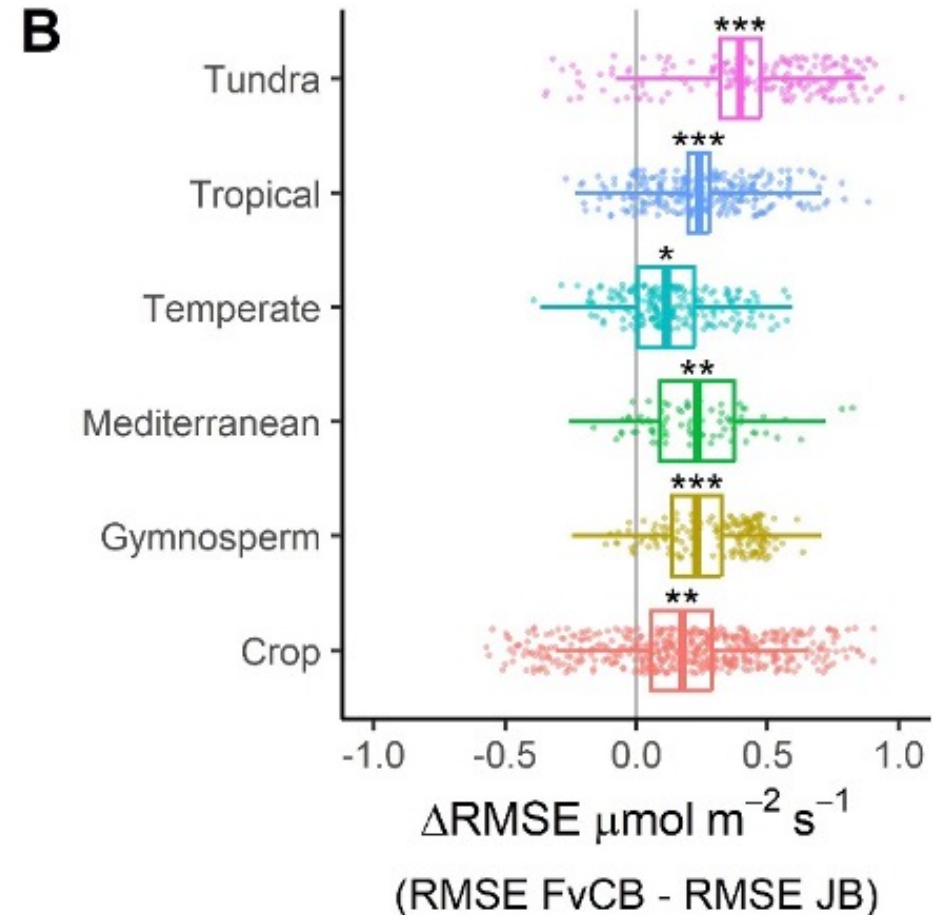 B
***
Tundra
***
Tropical
*
Temperate
**
Mediterranean
***
Gymnosperm
**
Crop
-1.0 -0.5 0.0 0.5 1.0
ΔRMSE μmol m⁻² s⁻¹
(RMSE FvCB - RMSE JB)